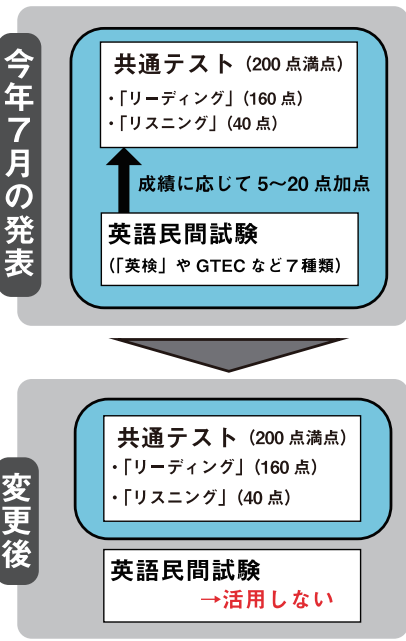 今年7月の発表
共通テスト（200点満点）
・「リーディング」（160点）
・「リスニング」（40点）
成績に応じて5〜20点加点
英語民間試験
（「英検」やGTECなど7種類）
変更後
共通テスト（200点満点）
・「リーディング」（160点）
・「リスニング」（40点）
英語民間試験
→活用しない